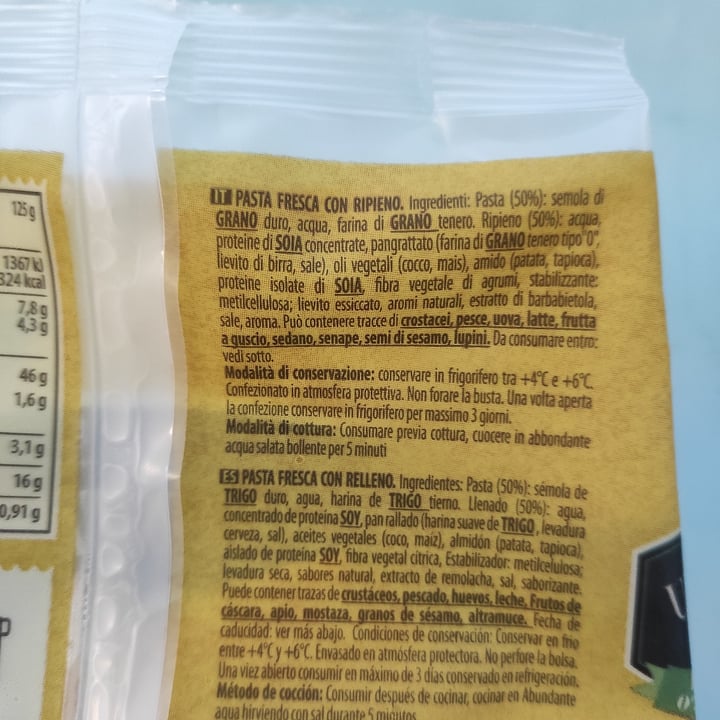 125 g
1367 kJ
324 kcal
7,8 g
4,3 g
46 g
1,6 g
3,1 g
16 g
0,91 g
IT PASTA FRESCA CON RIPIENO. Ingredienti: Pasta (50%): semola di
GRANO duro, acqua, farina di GRANO tenero. Ripieno (50%): acqua,
proteine di SOIA concentrate, pangrattato (farina di GRANO tenero tipo "0",
lievito di birra, sale), oli vegetali (cocco, mais), amido (patata, tapioca),
proteine isolate di SOIA, fibra vegetale di agrumi, stabilizzante:
metilcellulosa; lievito essiccato, aromi naturali, estratto di barbabietola,
sale, aroma. Può contenere tracce di crostacei, pesce, uova, latte, frutta
a guscio, sedano, senape, semi di sesamo, lupini. Da consumare entro:
vedi sotto.
Modalità di conservazione: conservare in frigorifero tra +4°C e +6°C.
Confezionato in atmosfera protettiva. Non forare la busta. Una volta aperta
la confezione conservare in frigorifero per massimo 3 giorni.
Modalità di cottura: Consumare previa cottura, cuocere in abbondante
acqua salata bollente per 5 minuti
ES PASTA FRESCA CON RELLENO. Ingredientes: Pasta (50%): sémola de
TRIGO duro, agua, harina de TRIGO tierno. Llenado (50%): agua,
concentrado de proteína SOY, pan rallado (harina suave de TRIGO, levadura
cerveza, sal), aceites vegetales (coco, maíz), almidón (patata, tapioca),
aislado de proteína SOY, fibra vegetal cítrica, Estabilizador: metilcelulosa;
levadura seca, sabores natural, extracto de remolacha, sal, saborizante.
Puede contener trazas de crustáceos, pescado, huevos, leche, Frutos de
cáscara, apio, mostaza, granos de sésamo, altramuce. Fecha de
caducidad: ver más abajo. Condiciones de conservación: Conservar en frío
entre +4°C y +6°C. Envasado en atmósfera protectora. No perfore la bolsa.
Una viez abierto consumir en máximo de 3 días conservado en refrigeración.
Método de cocción: Consumir después de cocinar, cocinar en Abundante
agua hirviendo con sal durante 5 minutos